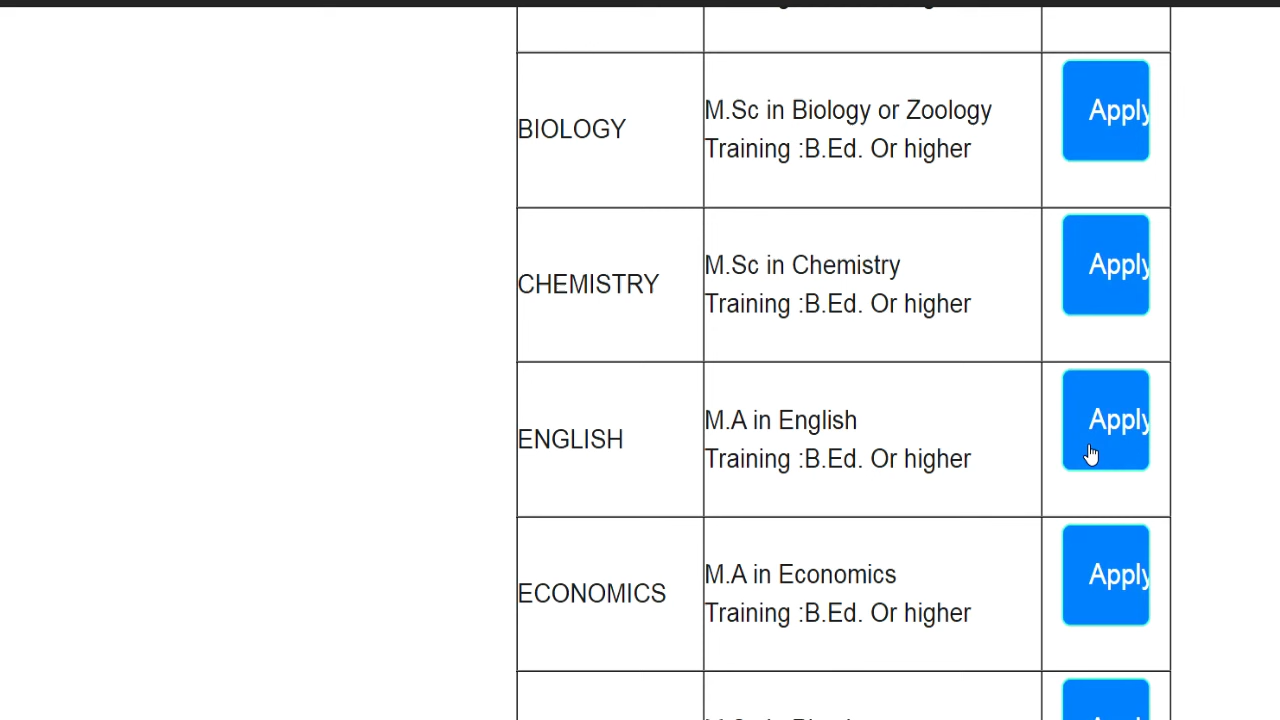 BIOLOGY
M.Sc in Biology or Zoology
Training :B.Ed. Or higher
Apply
CHEMISTRY
M.Sc in Chemistry
Training :B.Ed. Or higher
Apply
ENGLISH
M.A in English
Training :B.Ed. Or higher
Apply
ECONOMICS
M.A in Economics
Training :B.Ed. Or higher
Apply